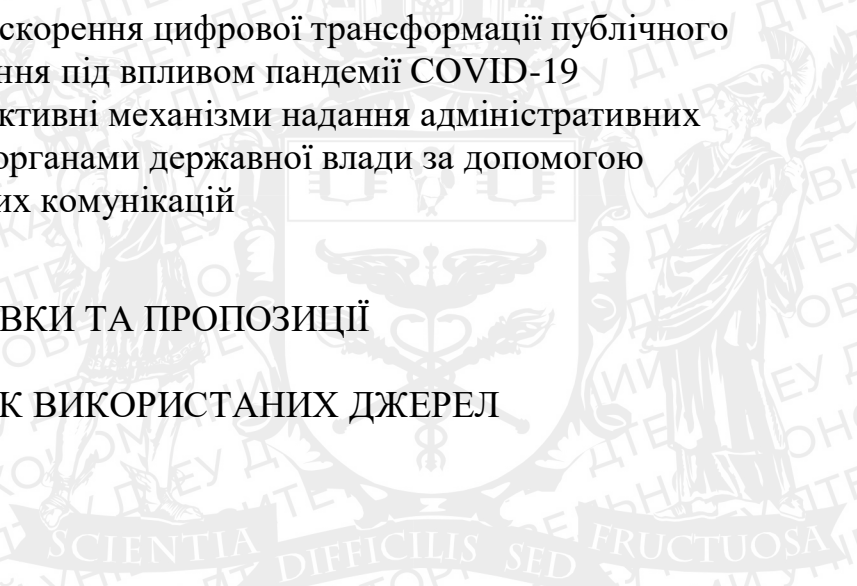 скорення цифрової трансформації публічного
ння під впливом пандемії COVID-19
ктивні механізми надання адміністративних
органами державної влади за допомогою
их комунікацій
ВКИ ТА ПРОПОЗИЦІЇ
К ВИКОРИСТАНИХ ДЖЕРЕЛ
SCIENTIA DIFFICILIS SED FRUCTUOSA